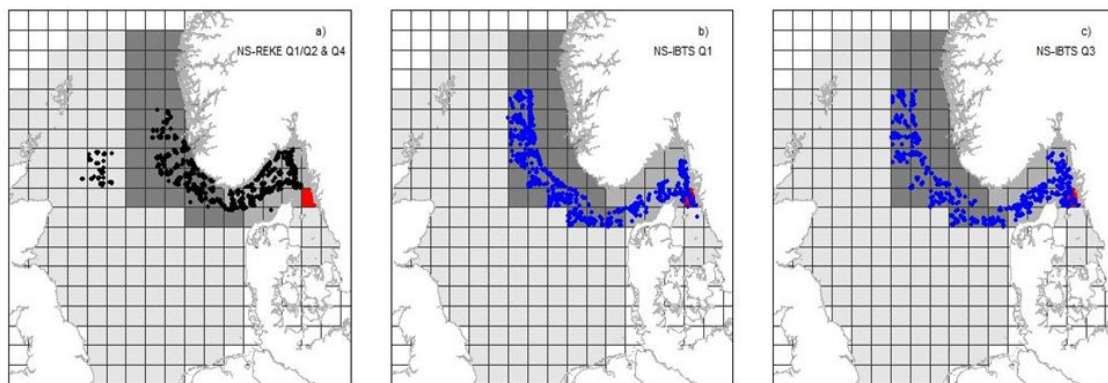 a)
NS-REKE Q1/Q2 & Q4
b)
NS-IBTS Q1
c)
NS-IBTS Q3